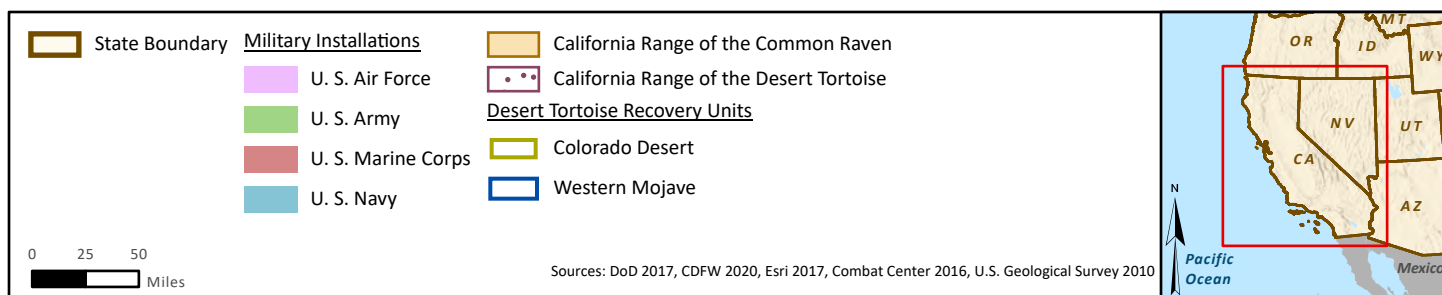 State Boundary
Military Installations
U. S. Air Force
U. S. Army
U. S. Marine Corps
U. S. Navy
California Range of the Common Raven
California Range of the Desert Tortoise
Desert Tortoise Recovery Units
Colorado Desert
Western Mojave
0 25 50
Miles
Sources: DoD 2017, CDFW 2020, Esri 2017, Combat Center 2016, U.S. Geological Survey 2010
MT
OR
ID
WY
NV
UT
CA
AZ
N
Pacific
Ocean
Mexico